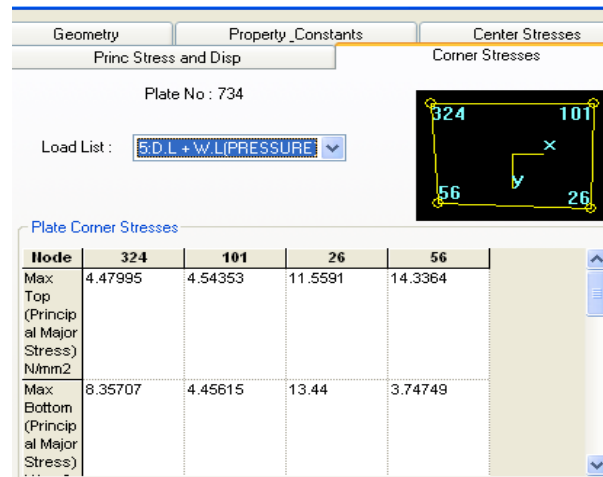 Geometry Property _Constants Center Stresses
Princ Stress and Disp Corner Stresses
Plate No : 734
Load List : 5:D.L + W.L(PRESSURE
324 101
x
y
56 26
Plate Corner Stresses
Node 324 101 26 56
Max 4.47995 4.54353 11.5591 14.3364
Top
(Princip
al Major
Stress)
N/mm2
Max 8.35707 4.45615 13.44 3.74749
Bottom
(Princip
al Major
Stress)